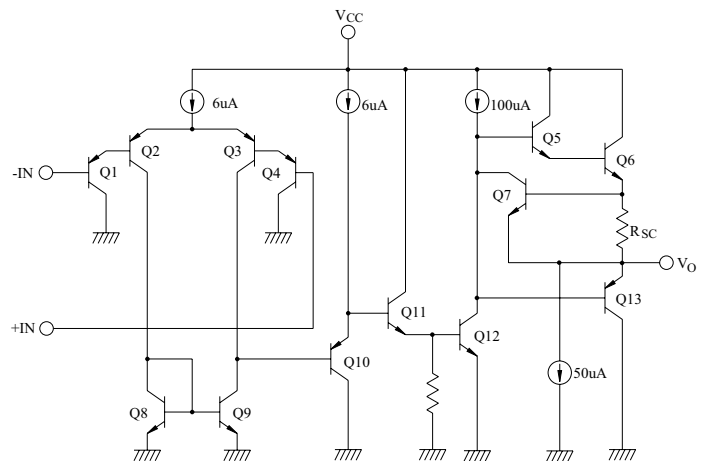 VCC
6uA
6uA
100uA
Q5
Q2
Q3
Q6
-IN
Q1
Q4
Q7
RSC
VO
+IN
Q11
Q13
Q12
Q10
50uA
Q8
Q9